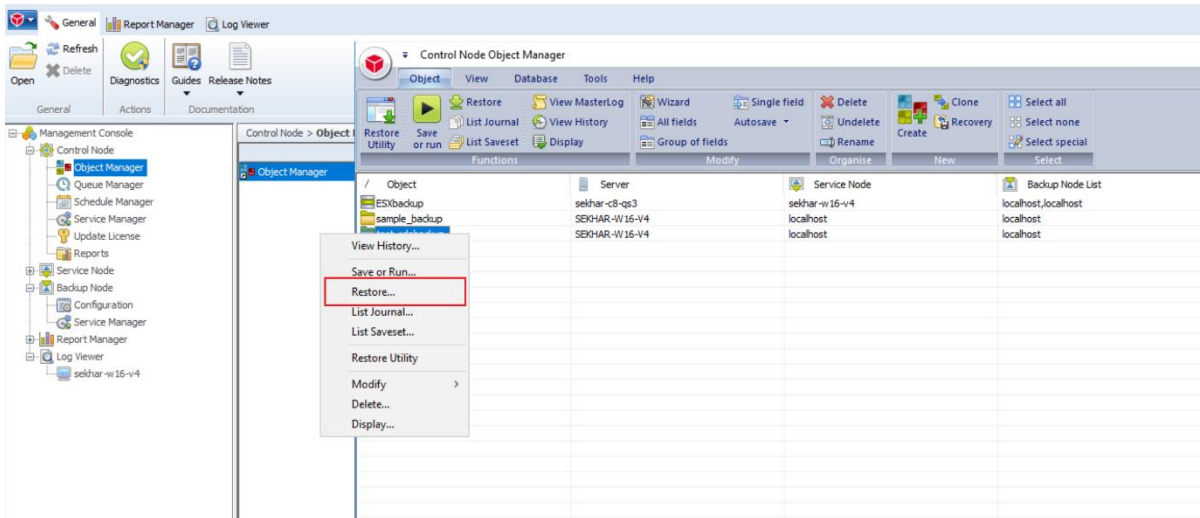 General Report Manager Log Viewer
Open
Refresh
Delete
Diagnostics
Guides
Release Notes
General Actions Documentation
Management Console
Control Node
Object Manager
Queue Manager
Schedule Manager
Service Manager
Update License
Reports
Service Node
Backup Node
Configuration
Service Manager
Report Manager
Log Viewer
sekhar-w16-v4
Control Node > Object
Object Manager
Control Node Object Manager
Object View Database Tools Help
Restore Utility
Save or run
Restore
List Journal
List Saveset
View MasterLog
View History
Display
Functions
Wizard
All fields
Group of fields
Single field
Autosave
Modify
Delete
Undelete
Rename
Organise
Create
Clone
Recovery
New
Select all
Select none
Select special
Select
/ Object Server Service Node Backup Node List
ESXbackup sekhar-c8-qs3 sekhar-w16-v4 localhost,localhost
sample_backup SEKHAR-W16-V4 localhost localhost
SEKHAR-W16-V4 localhost localhost
View History...
Save or Run...
Restore...
List Journal...
List Saveset...
Restore Utility
Modify >
Delete...
Display...